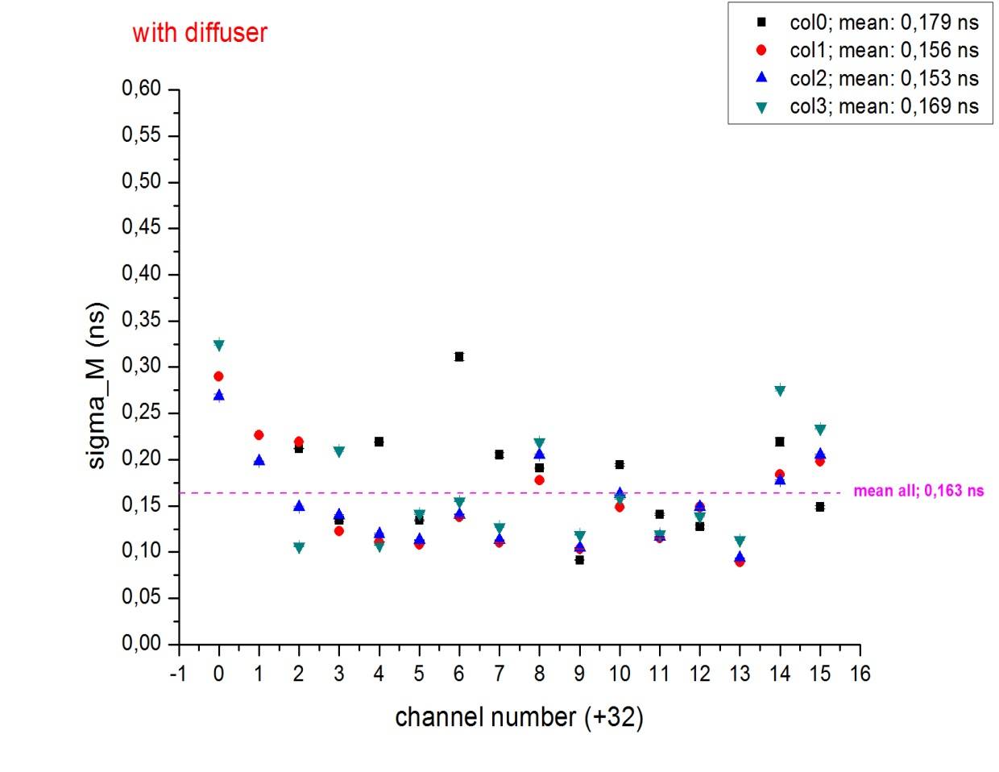 with diffuser
col0; mean: 0,179 ns
col1; mean: 0,156 ns
col2; mean: 0,153 ns
col3; mean: 0,169 ns
0,60
0,55
0,50
0,45
0,40
0,35
0,30
0,25
0,20
0,15
0,10
0,05
0,00
sigma_M (ns)
mean all; 0,163 ns
-1 0 1 2 3 4 5 6 7 8 9 10 11 12 13 14 15 16
channel number (+32)